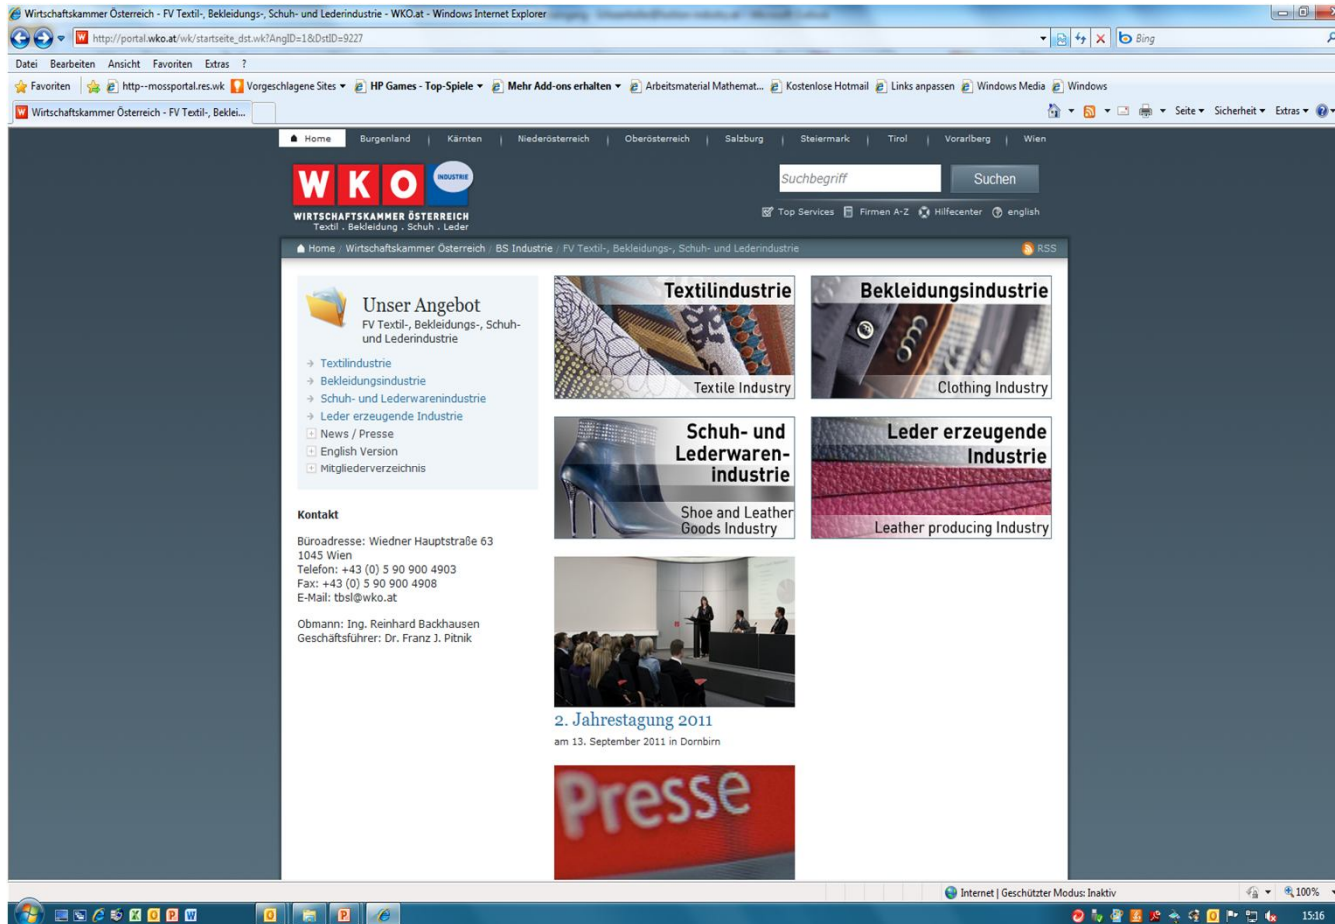 Wirtschaftskammer Österreich - FV Textil-, Bekleidungs-, Schuh- und Lederindustrie - WKO.at - Windows Internet Explorer
http://portal.wko.at/wk/startseite_dst.wk?AngID=1&DstID=9227
Bing
Datei Bearbeiten Ansicht Favoriten Extras ?
Favoriten http--mossportal.res.wk Vorgeschlagene Sites HP Games - Top-Spiele Mehr Add-ons erhalten Arbeitsmaterial Mathemat... Kostenlose Hotmail Links anpassen Windows Media Windows
Wirtschaftskammer Österreich - FV Textil-, Beklei...
Seite Sicherheit Extras
Home Burgenland Kärnten Niederösterreich Oberösterreich Salzburg Steiermark Tirol Vorarlberg Wien
WKO INDUSTRIE
WIRTSCHAFTSKAMMER ÖSTERREICH
Textil . Bekleidung . Schuh . Leder
Suchbegriff Suchen
Top Services Firmen A-Z Hilfecenter english
Home / Wirtschaftskammer Österreich / BS Industrie / FV Textil-, Bekleidungs-, Schuh- und Lederindustrie
RSS
Unser Angebot
FV Textil-, Bekleidungs-, Schuh-
und Lederindustrie
Textilindustrie
Bekleidungsindustrie
Schuh- und Lederwarenindustrie
Leder erzeugende Industrie
News / Presse
English Version
Mitgliederverzeichnis
Kontakt
Büroadresse: Wiedner Hauptstraße 63
1045 Wien
Telefon: +43 (0) 5 90 900 4903
Fax: +43 (0) 5 90 900 4908
E-Mail: tbsl@wko.at
Obmann: Ing. Reinhard Backhausen
Geschäftsführer: Dr. Franz J. Pitnik
Textilindustrie
Textile Industry
Bekleidungsindustrie
Clothing Industry
Schuh- und
Lederwaren-
industrie
Shoe and Leather
Goods Industry
Leder erzeugende
Industrie
Leather producing Industry
2. Jahrestagung 2011
am 13. September 2011 in Dornbirn
Presse
Internet | Geschützter Modus: Inaktiv
100%
15:16